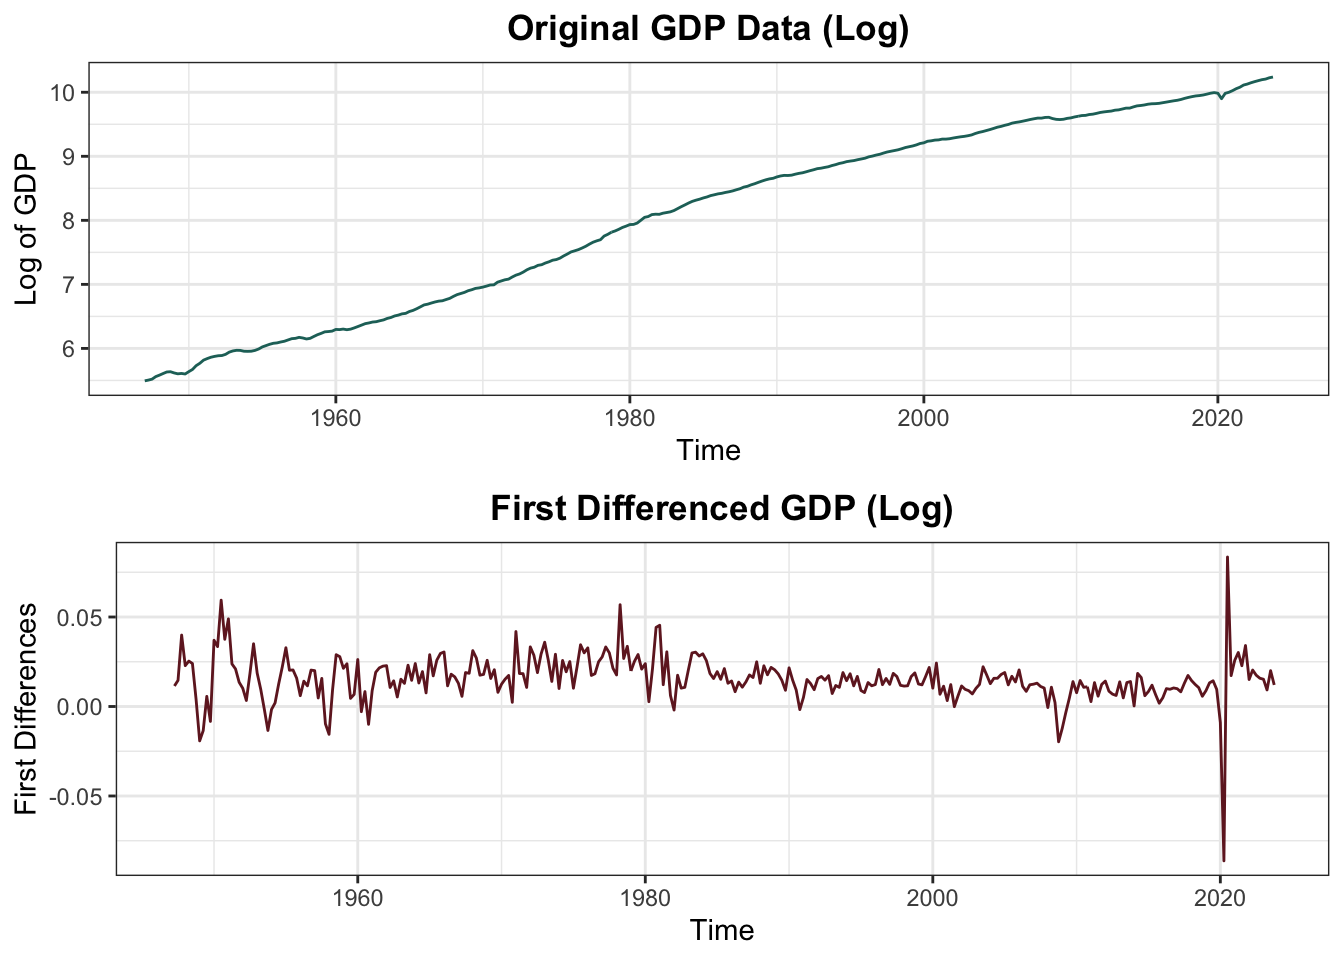 Original GDP Data (Log)
Log of GDP
10
9
8
7
6
1960
1980
2000
2020
Time
First Differenced GDP (Log)
First Differences
0.05
0.00
-0.05
1960
1980
2000
2020
Time